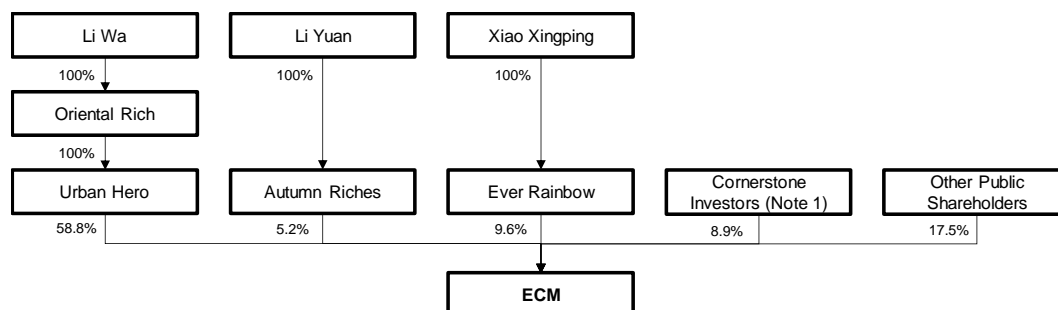 Li Wa
Li Yuan
Xiao Xingping
100%
100%
100%
Oriental Rich
100%
Urban Hero
Autumn Riches
Ever Rainbow
Cornerstone
Investors (Note 1)
Other Public
Shareholders
58.8%
5.2%
9.6%
8.9%
17.5%
ECM